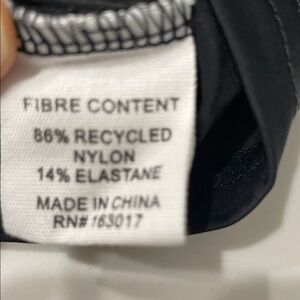 FIBRE CONTENT
86% RECYCLED
NYLON
14% ELASTANE
MADE IN CHINA
RN# 163017